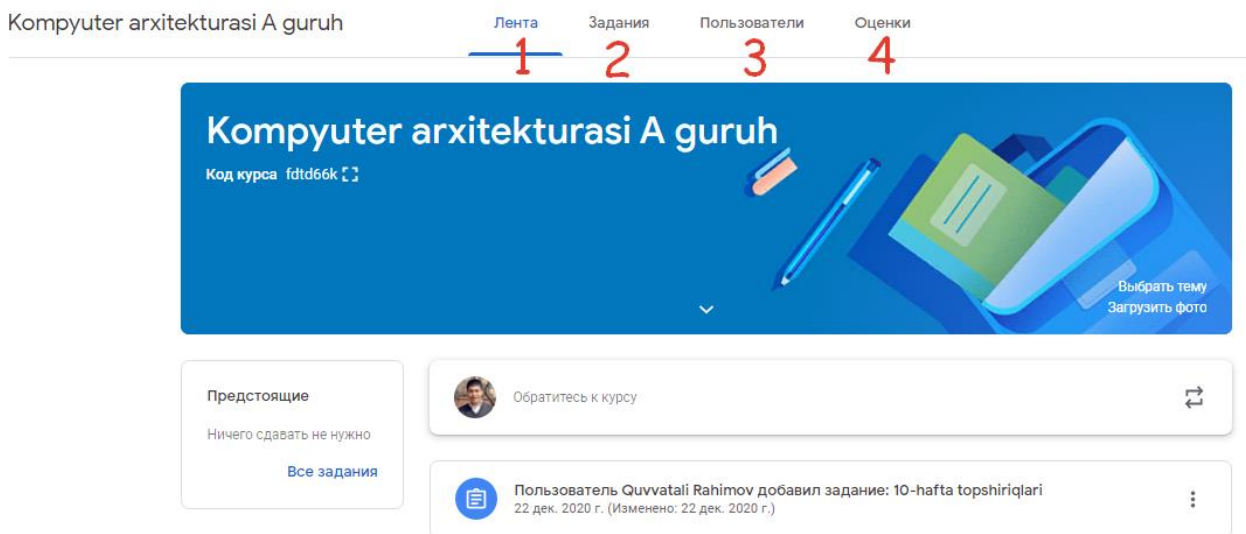 Kompyuter arxitekturasi A guruh
Лента Задания Пользователи Оценки
1 2 3 4
Kompyuter arxitekturasi A guruh
Код курса fdtd66k
Выбрать тему
Загрузить фото
Предстоящие
Ничего сдавать не нужно
Все задания
Обратитесь к курсу
Пользователь Quvvatali Rahimov добавил задание: 10-hafta topshiriqlari
22 дек. 2020 г. (Изменено: 22 дек. 2020 г.)